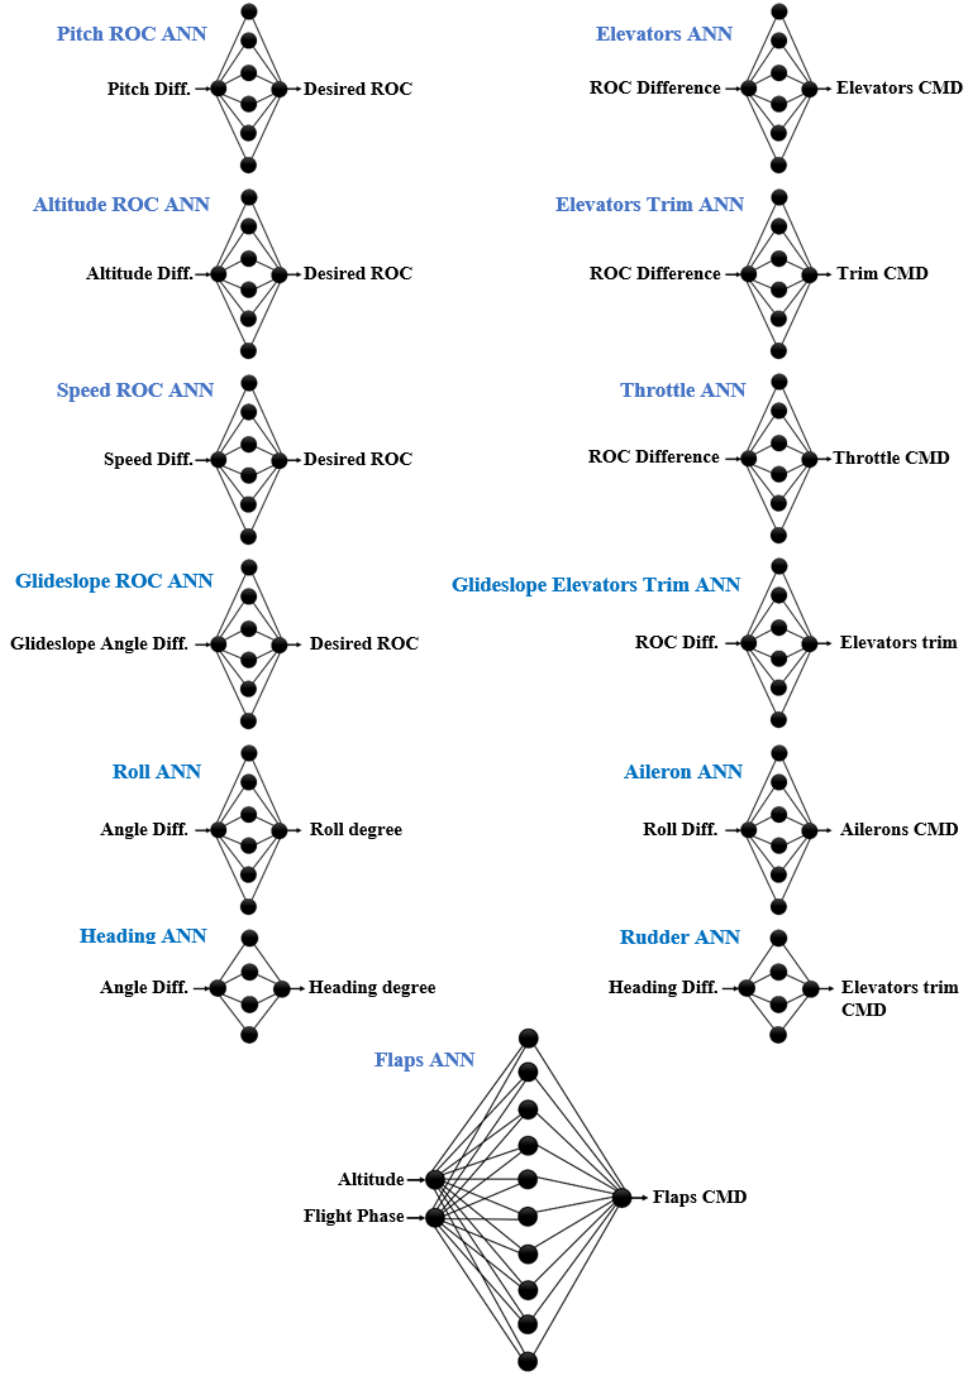 Pitch ROC ANN
Pitch Diff.
Desired ROC
Elevators ANN
ROC Difference
Elevators CMD
Altitude ROC ANN
Altitude Diff.
Desired ROC
Elevators Trim ANN
ROC Difference
Trim CMD
Speed ROC ANN
Speed Diff.
Desired ROC
Throttle ANN
ROC Difference
Throttle CMD
Glideslope ROC ANN
Glideslope Angle Diff.
Desired ROC
Glideslope Elevators Trim ANN
ROC Diff.
Elevators trim
Roll ANN
Angle Diff.
Roll degree
Aileron ANN
Roll Diff.
Ailerons CMD
Heading ANN
Angle Diff.
Heading degree
Rudder ANN
Heading Diff.
Elevators trim
CMD
Flaps ANN
Altitude
Flight Phase
Flaps CMD